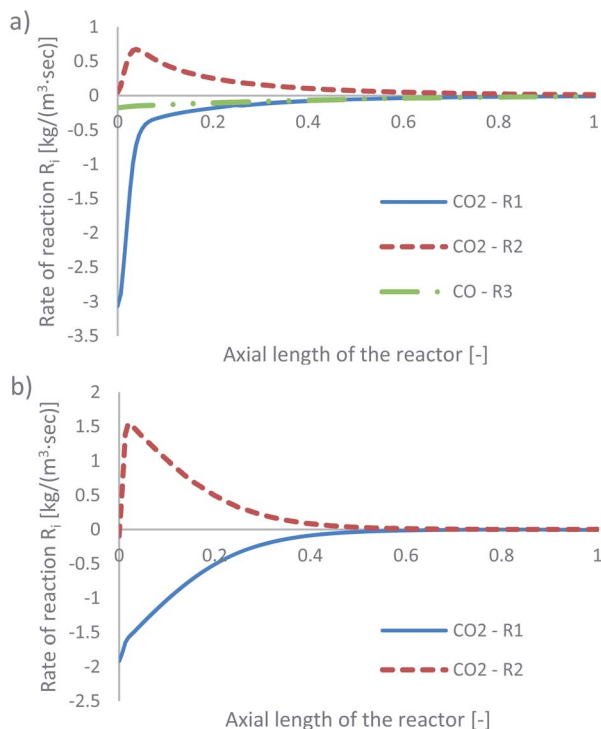 a)
Rate of reaction Ri [kg/(m³·sec)]
1
0.5
0
-0.5
-1
-1.5
-2
-2.5
-3
-3.5
0
0.2
0.4
0.6
0.8
1
CO2 - R1
CO2 - R2
CO - R3
Axial length of the reactor [-]
b)
Rate of reaction Ri [kg/(m³·sec)]
2
1.5
1
0.5
0
-0.5
-1
-1.5
-2
-2.5
0
0.2
0.4
0.6
0.8
1
CO2 - R1
CO2 - R2
Axial length of the reactor [-]